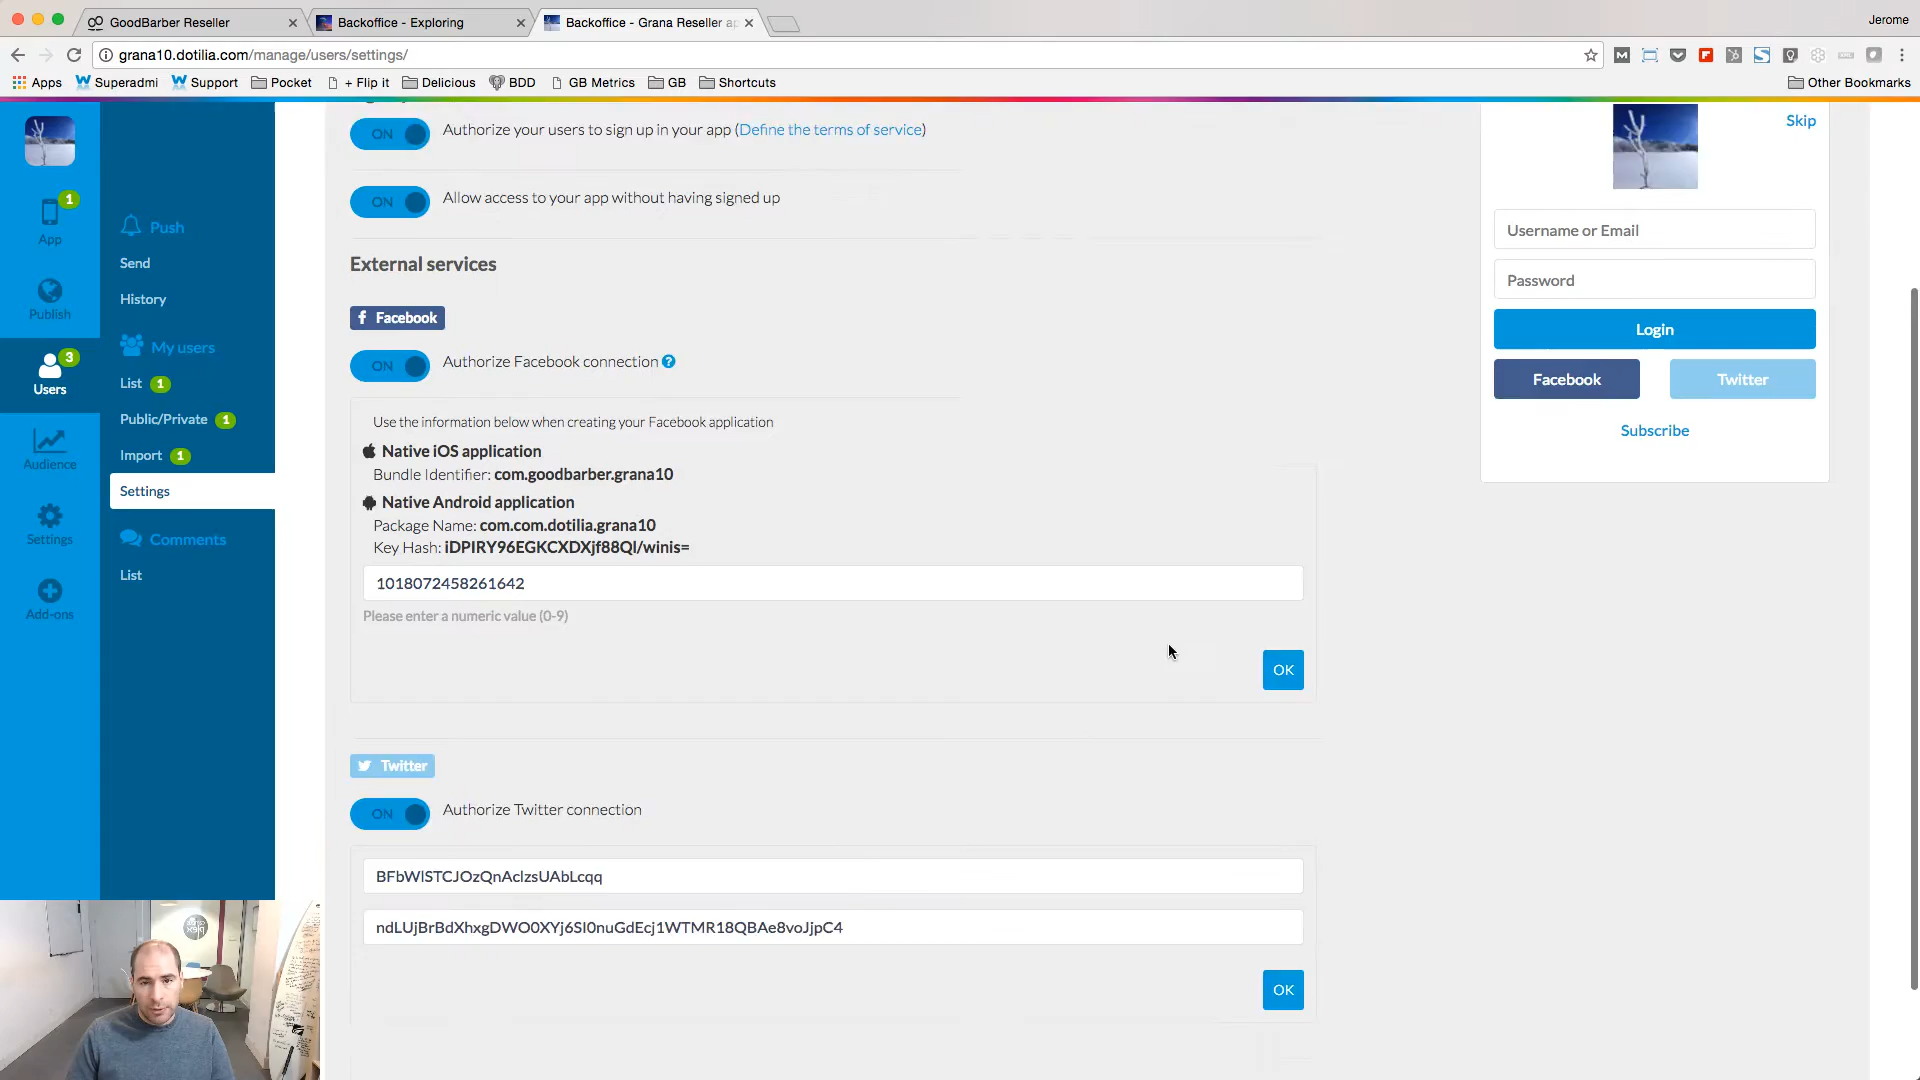 GoodBarber Reseller
Backoffice - Exploring
Backoffice - Grana Reseller ap
Jerome
grana10.dotilia.com/manage/users/settings/
Apps
Superadmi
Support
Pocket
+ Flip it
Delicious
BDD
GB Metrics
GB
Shortcuts
Other Bookmarks
App
1
Publish
Users
3
Audience
Settings
Add-ons
Push
Send
History
My users
List 1
Public/Private 1
Import 1
Settings
Comments
List
ON Authorize your users to sign up in your app (Define the terms of service)
ON Allow access to your app without having signed up
External services
Facebook
ON Authorize Facebook connection ?
Use the information below when creating your Facebook application
Native iOS application
Bundle Identifier: com.goodbarber.grana10
Native Android application
Package Name: com.com.dotilia.grana10
Key Hash: iDPIRY96EGKCXDXjf88Ql/winis=
1018072458261642
Please enter a numeric value (0-9)
OK
Twitter
ON Authorize Twitter connection
BFbWlSTCJOzQnAclzsUAbLcqq
ndLUjBrBdXhxgDWO0XYj6SI0nuGdEcj1WTMR18QBAe8voJjpC4
OK
Skip
Username or Email
Password
Login
Facebook
Twitter
Subscribe